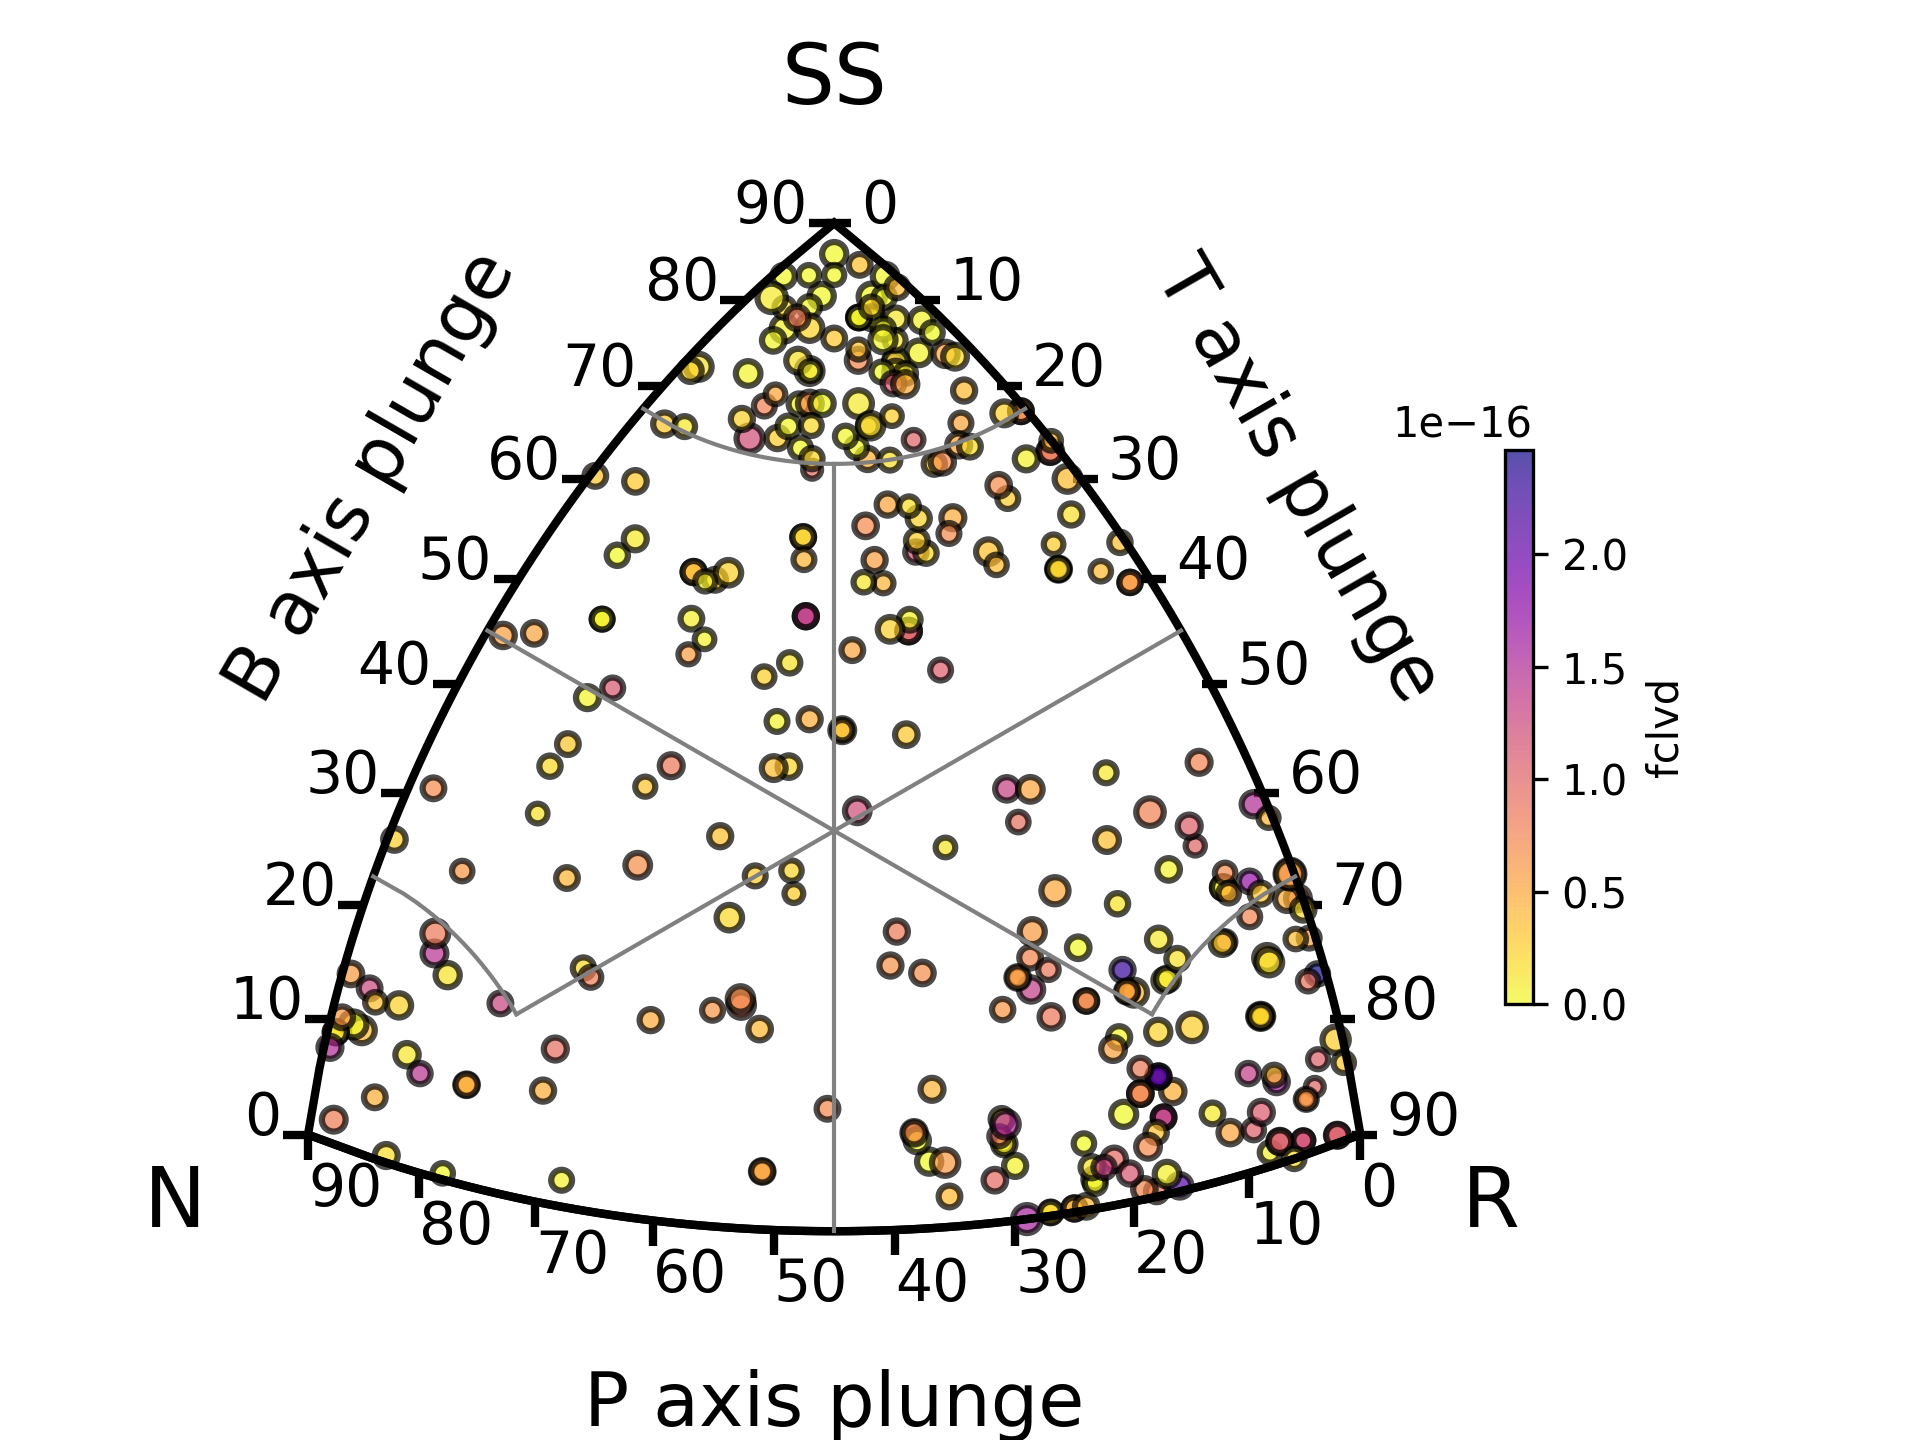 SS
90 0
80 10
70 20
60 30
50 40
40 50
30 60
20 70
10 80
0 90
B axis plunge
T axis plunge
N
R
90 80 70 60 50 40 30 20 10 0
P axis plunge
1e−16
2.0
1.5
1.0
0.5
0.0
fclvd